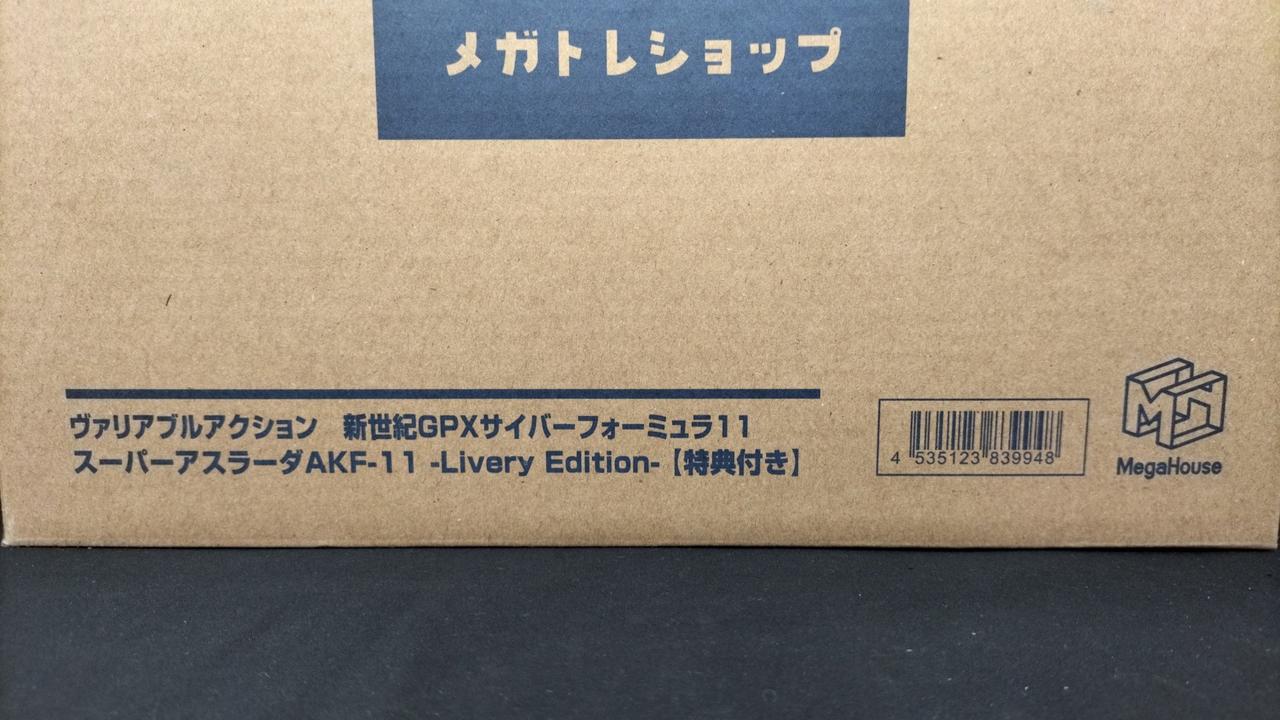 メガトレショップ
ヴァリアブルアクション　新世紀GPXサイバーフォーミュラ11
スーパーアスラーダAKF-11 -Livery Edition-【特典付き】
4 535123 839948
MegaHouse